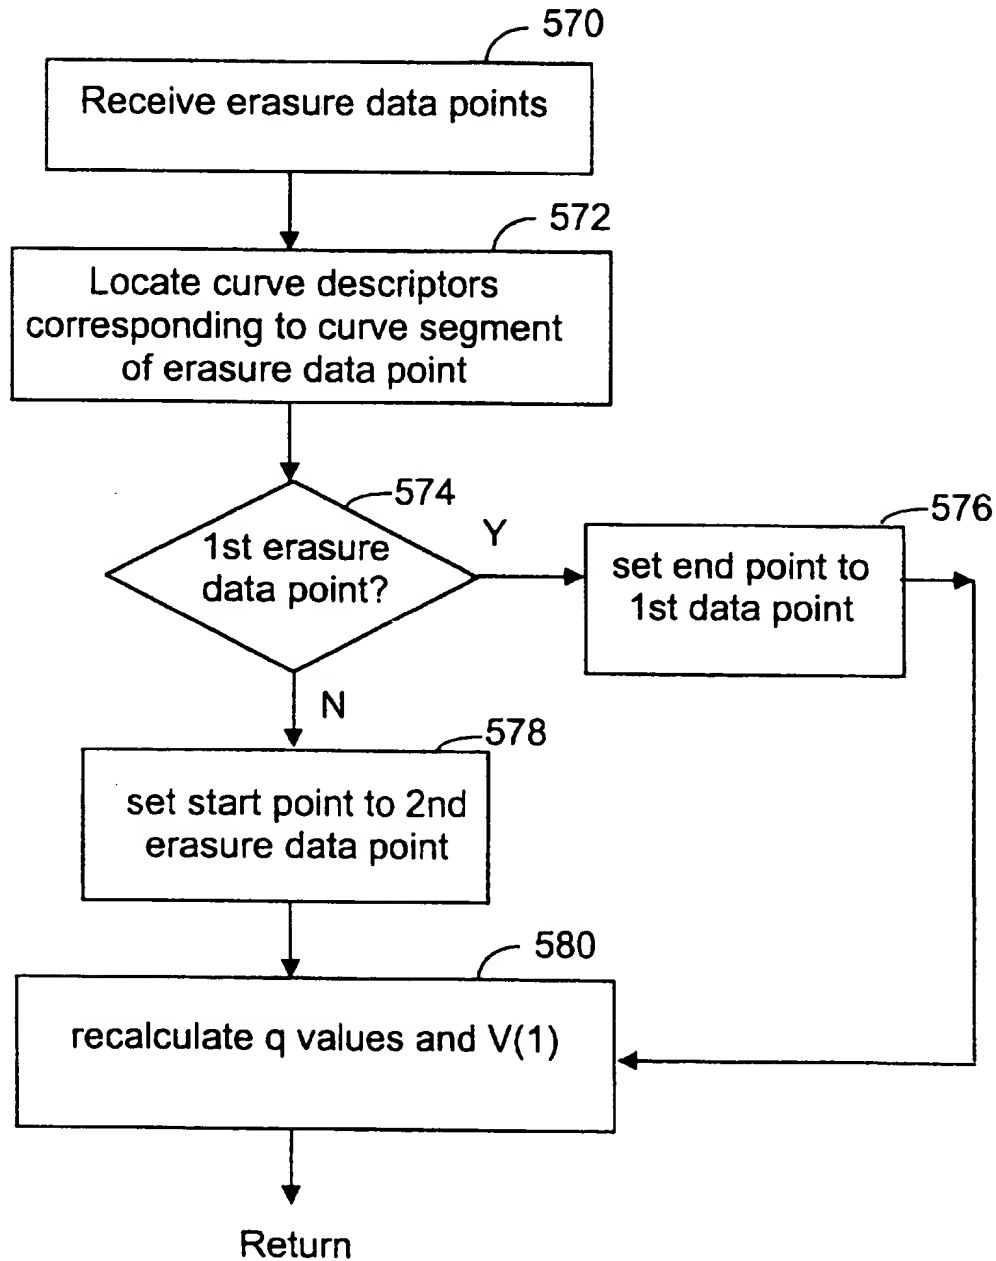 570
Receive erasure data points
572
Locate curve descriptors
corresponding to curve segment
of erasure data point
574
1st erasure
data point?
Y
576
set end point to
1st data point
N
578
set start point to 2nd
erasure data point
580
recalculate q values and V(1)
Return